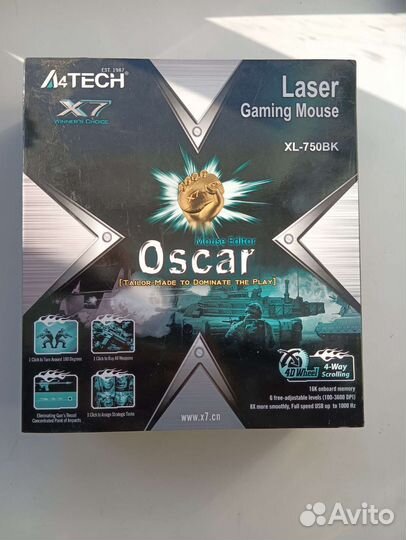 EST. 1987
A4TECH
X7
WINNER'S CHOICE
Laser
Gaming Mouse
XL-750BK
Mouse Editor
Oscar
[TAILOR-MADE TO DOMINATE THE PLAY]
1 Click to Turn Around 180 Degrees
1 Click to Buy All Weapons
Eliminating Gun's Recoil
Concentrated Point of Impacts
1 Click to Assign Strategic Tasks
4D Wheel
4-Way
Scrolling
16K onboard memory
6 free-adjustable levels (100-3600 DPI)
8X more smoothly, Full speed USB up to 1000 Hz
www.x7.cn
Avito